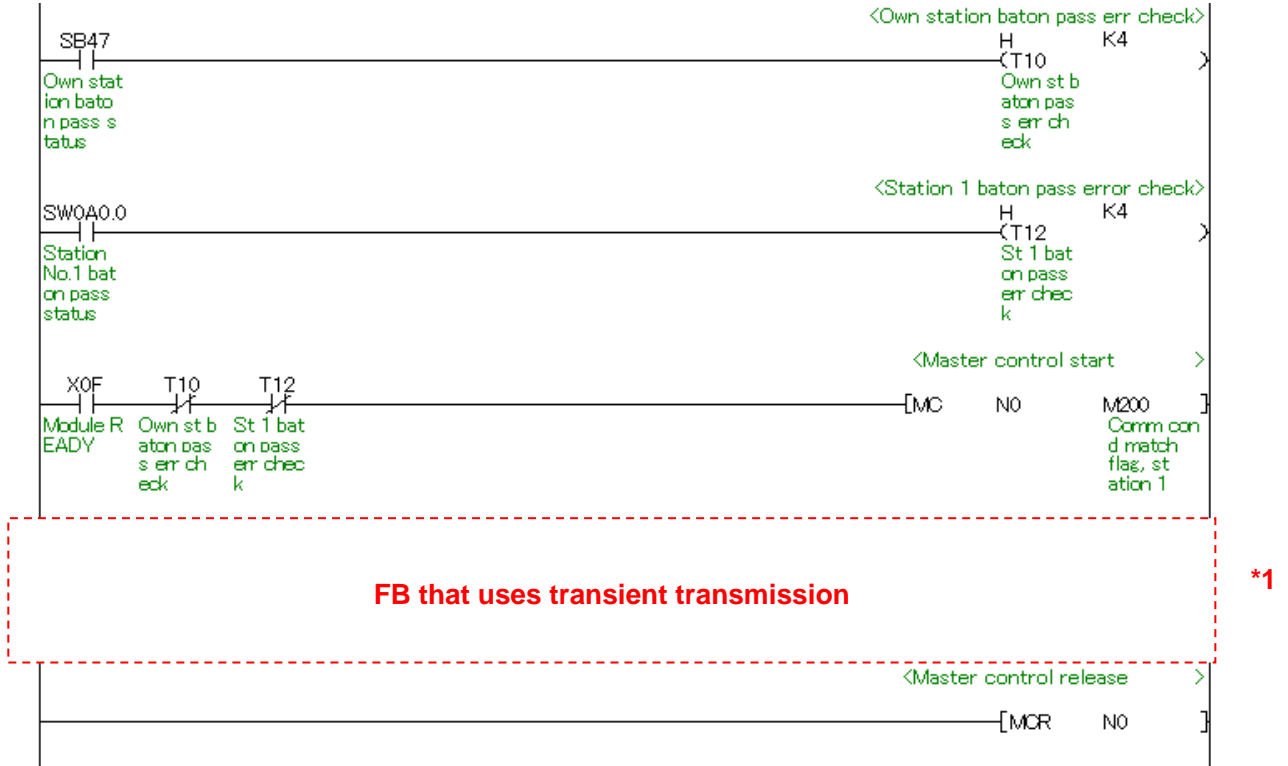 <Own station baton pass err check>
SB47
H K4
(T10 )
Own stat
ion bato
n pass s
tatus
Own st b
aton pas
s err ch
eck
<Station 1 baton pass error check>
SW0A0.0
H K4
(T12 )
Station
No.1 bat
on pass
status
St 1 bat
on pass
err chec
k
<Master control start >
X0F T10 T12
[MC N0 M200 ]
Module R
EADY
Own st b
aton pas
s err ch
eck
St 1 bat
on pass
err chec
k
Comm con
d match
flag, st
ation 1
FB that uses transient transmission
*1
<Master control release >
[MCR N0 ]